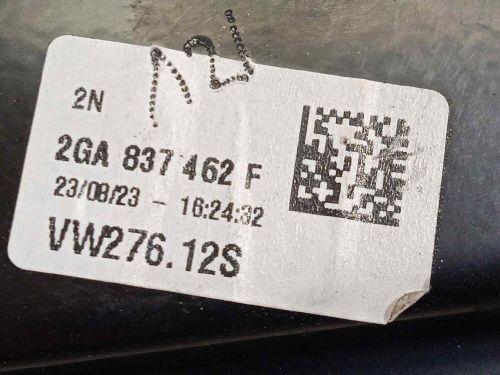 2N
2GA 837 462 F
23/08/23 - 16:24:32
VW276.12S